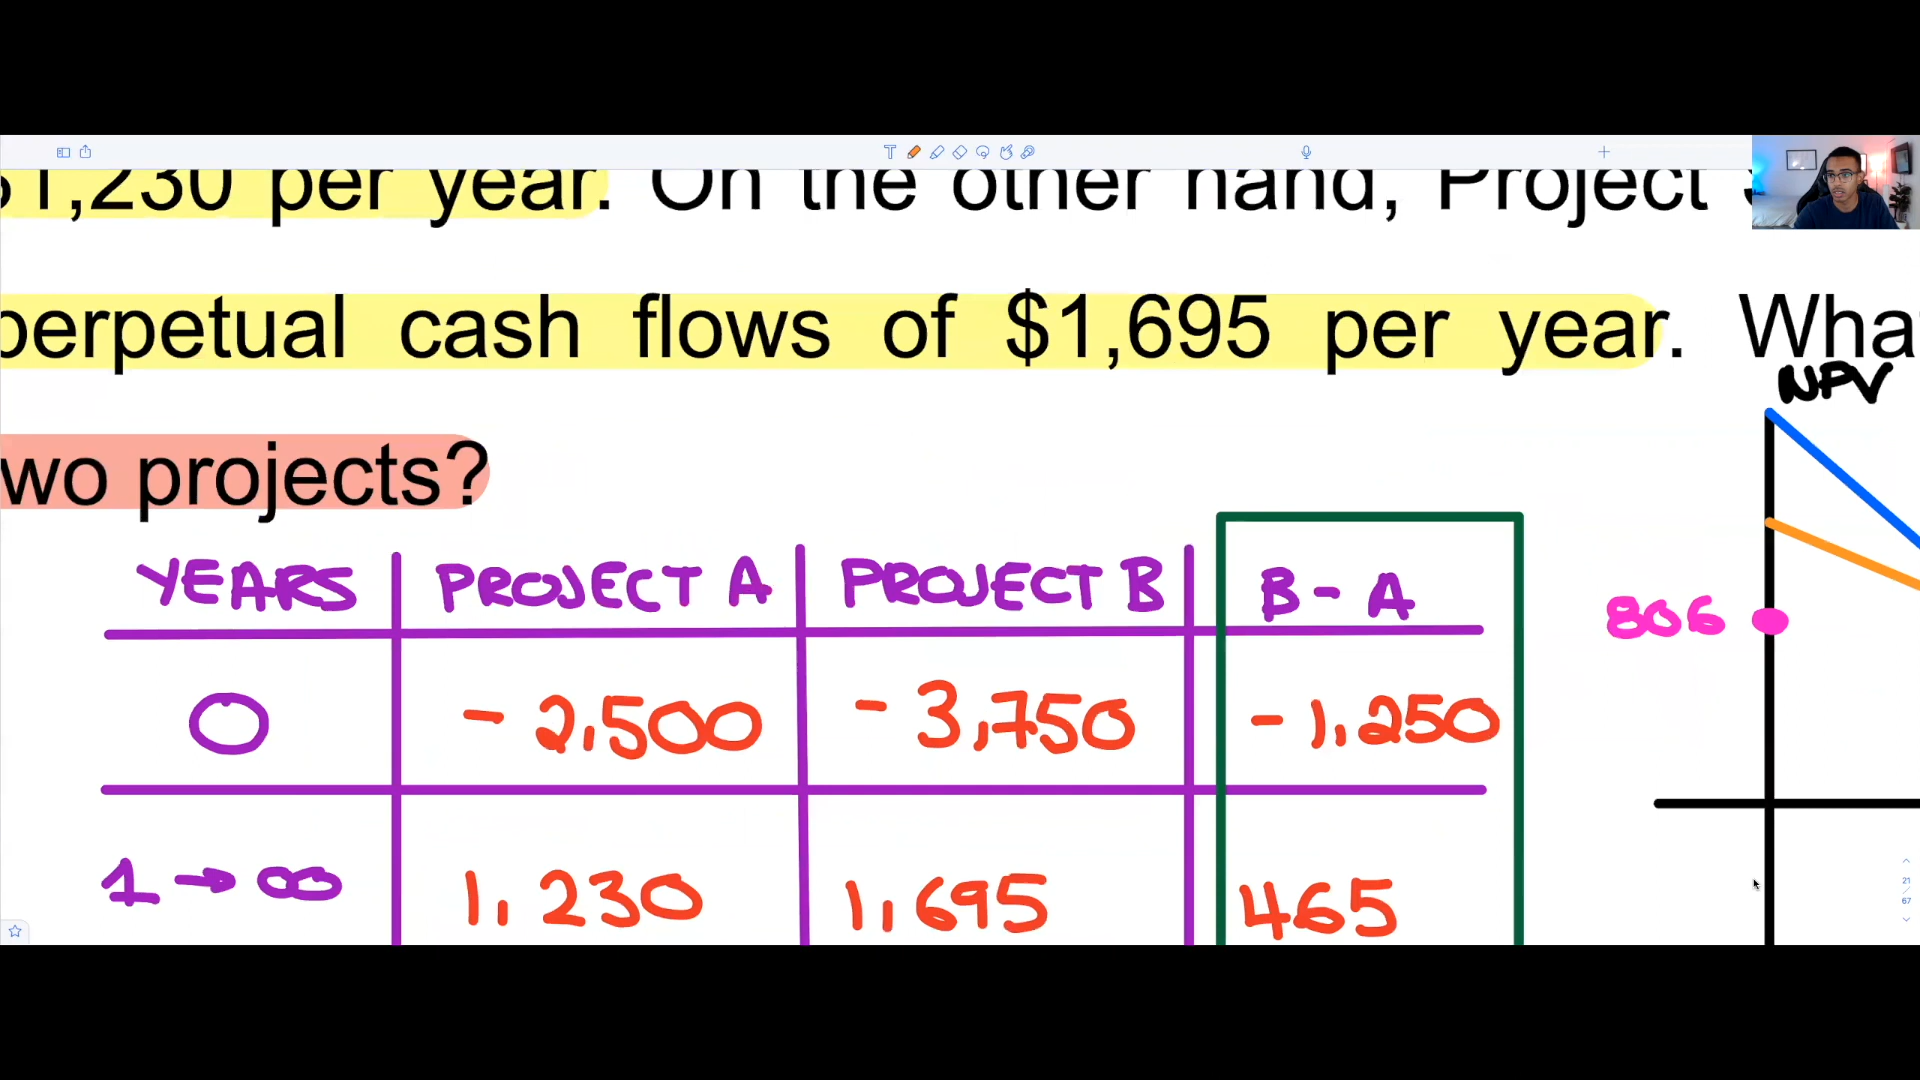 $1,230 per year. On the other hand, Project
perpetual cash flows of $1,695 per year. Wha
wo projects?
NPV
YEARS PROJECT A PROJECT B B - A
806
0 - 2,500 - 3,750 - 1,250
1 → ∞ 1,230 1,695 465
21
/
67